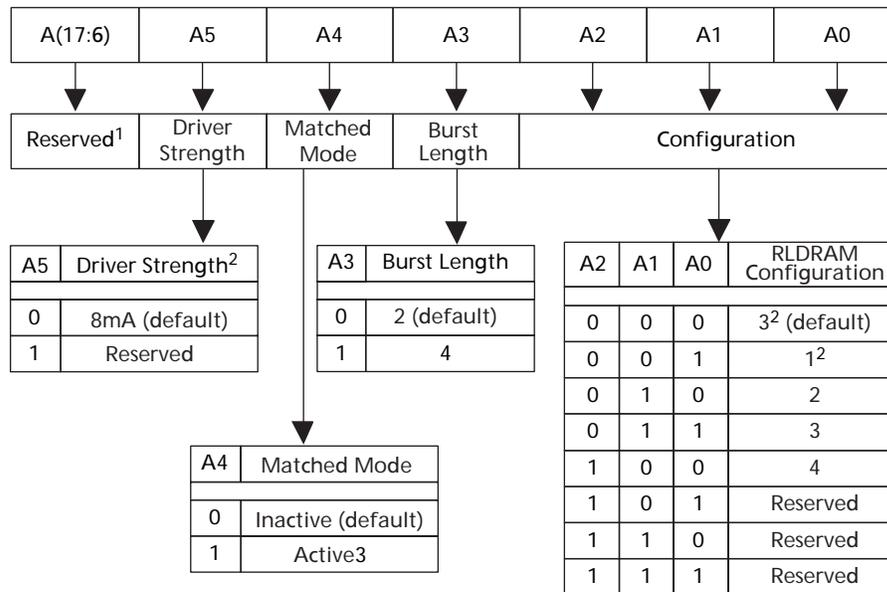 A(17:6) A5 A4 A3 A2 A1 A0
Reserved1 Driver Strength Matched Mode Burst Length Configuration
A5 Driver Strength2
0 8mA (default)
1 Reserved
A3 Burst Length
0 2 (default)
1 4
A2 A1 A0 RLDRAM Configuration
0 0 0 32 (default)
0 0 1 12
0 1 0 2
0 1 1 3
1 0 0 4
1 0 1 Reserved
1 1 0 Reserved
1 1 1 Reserved
A4 Matched Mode
0 Inactive (default)
1 Active3